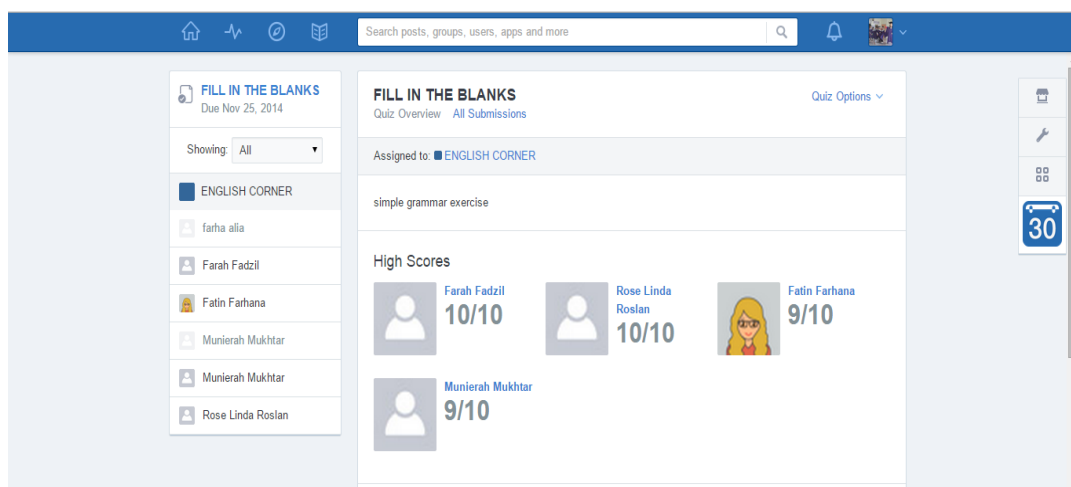 Search posts, groups, users, apps and more
FILL IN THE BLANKS
Due Nov 25, 2014
Showing: All
ENGLISH CORNER
farha alia
Farah Fadzil
Fatin Farhana
Munierah Mukhtar
Munierah Mukhtar
Rose Linda Roslan
FILL IN THE BLANKS
Quiz Options
Quiz Overview All Submissions
Assigned to: ENGLISH CORNER
simple grammar exercise
High Scores
Farah Fadzil
10/10
Rose Linda
Roslan
10/10
Fatin Farhana
9/10
Munierah Mukhtar
9/10
30